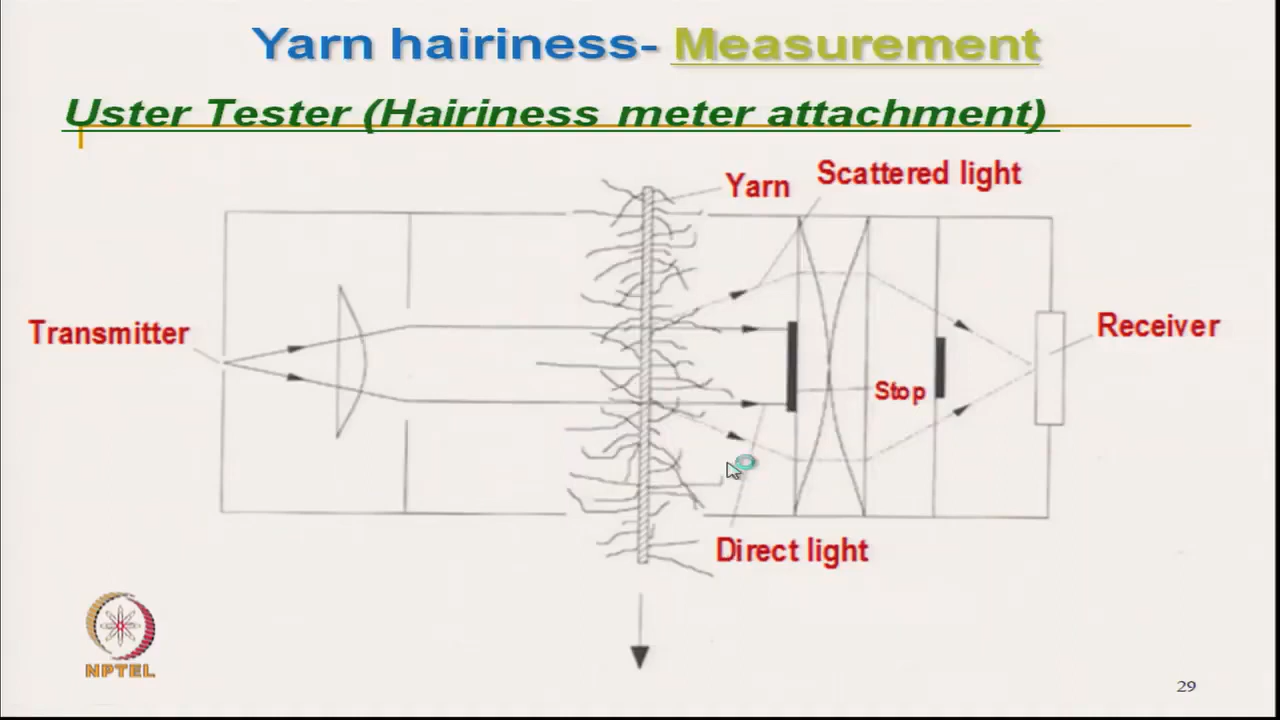 Yarn hairiness- Measurement
Uster Tester (Hairiness meter attachment)
Yarn
Scattered light
Transmitter
Receiver
Stop
Direct light
NPTEL
29